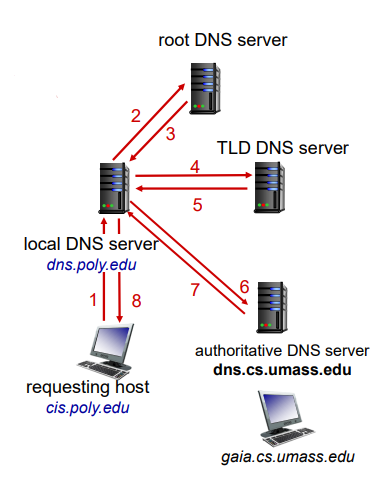 root DNS server
2
3
TLD DNS server
4
5
local DNS server
dns.poly.edu
1
8
6
7
requesting host
cis.poly.edu
authoritative DNS server
dns.cs.umass.edu
gaia.cs.umass.edu